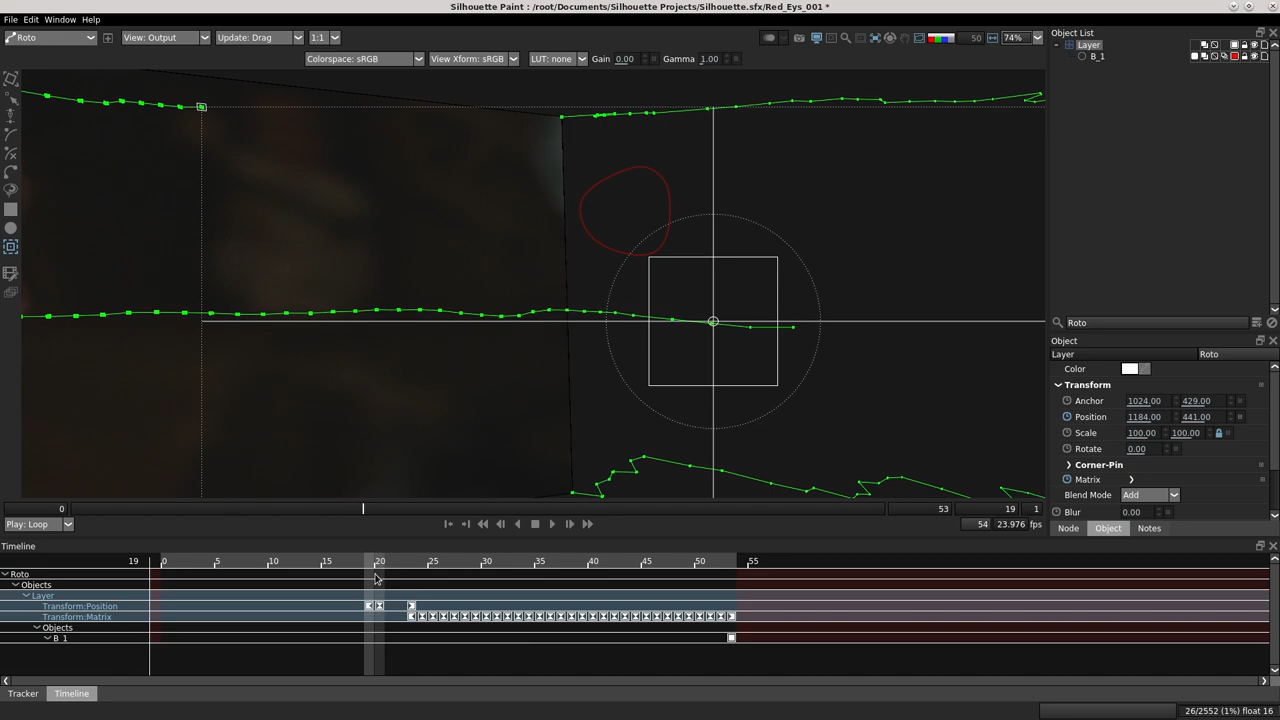 Silhouette Paint : /root/Documents/Silhouette Projects/Silhouette.sfx/Red_Eys_001 *
File Edit Window Help
Roto View: Output Update: Drag 1:1 50 74%
Colorspace: sRGB View Xform: sRGB LUT: none Gain 0.00 Gamma 1.00
Object List
Layer
B_1
Roto
Object
Layer Roto
Color
Transform
Anchor 1024.00 429.00
Position 1184.00 441.00
Scale 100.00 100.00
Rotate 0.00
Corner-Pin
Matrix
Blend Mode Add
Blur 0.00
Node Object Notes
0 53 19 1
Play: Loop 54 23.976 fps
Timeline
19 0 5 10 15 20 25 30 35 40 45 50 55
Roto
Objects
Layer
Transform:Position
Transform:Matrix
Objects
B_1
Tracker Timeline
26/2552 (1%) float 16